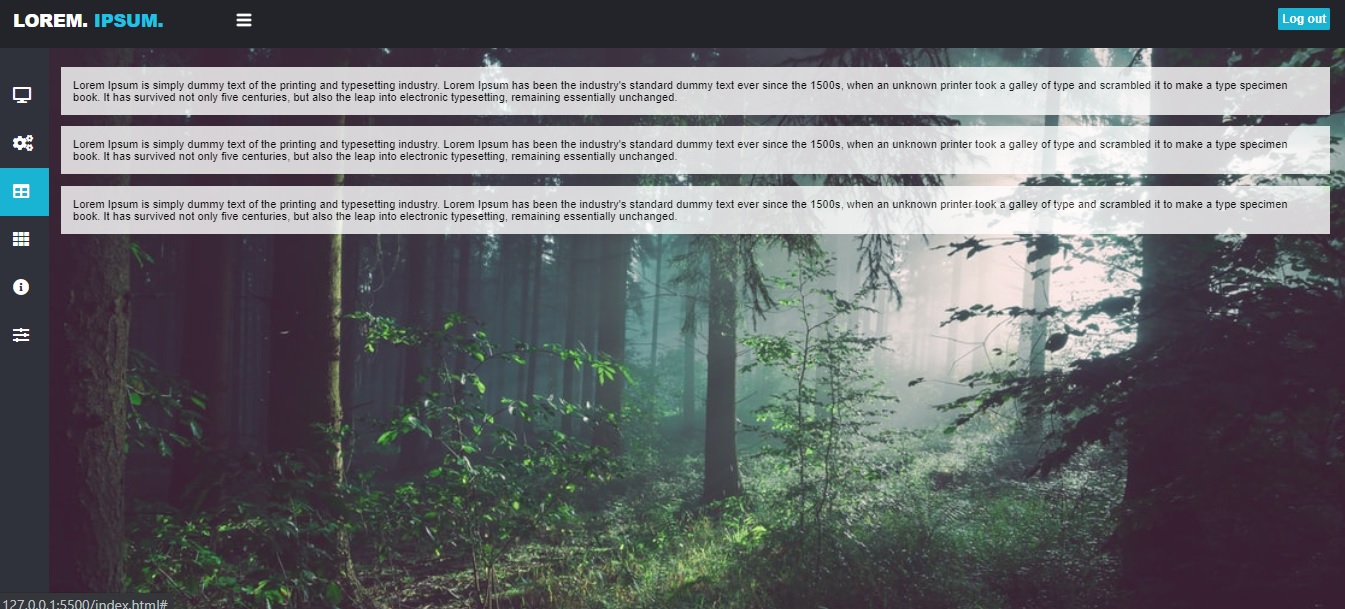 LOREM. IPSUM.
Log out
Lorem Ipsum is simply dummy text of the printing and typesetting industry. Lorem Ipsum has been the industry's standard dummy text ever since the 1500s, when an unknown printer took a galley of type and scrambled it to make a type specimen
book. It has survived not only five centuries, but also the leap into electronic typesetting, remaining essentially unchanged.
Lorem Ipsum is simply dummy text of the printing and typesetting industry. Lorem Ipsum has been the industry's standard dummy text ever since the 1500s, when an unknown printer took a galley of type and scrambled it to make a type specimen
book. It has survived not only five centuries, but also the leap into electronic typesetting, remaining essentially unchanged.
Lorem Ipsum is simply dummy text of the printing and typesetting industry. Lorem Ipsum has been the industry's standard dummy text ever since the 1500s, when an unknown printer took a galley of type and scrambled it to make a type specimen
book. It has survived not only five centuries, but also the leap into electronic typesetting, remaining essentially unchanged.
127.0.0.1:5500/index.html#